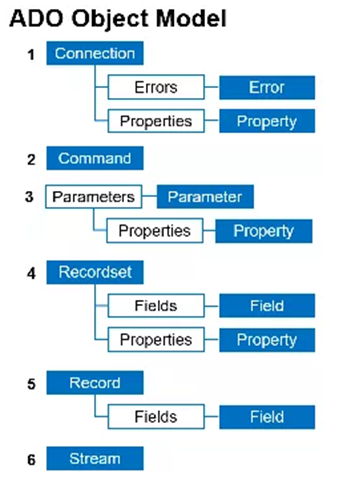 ADO Object Model
1 Connection
Errors Error
Properties Property
2 Command
3 Parameters Parameter
Properties Property
4 Recordset
Fields Field
Properties Property
5 Record
Fields Field
6 Stream